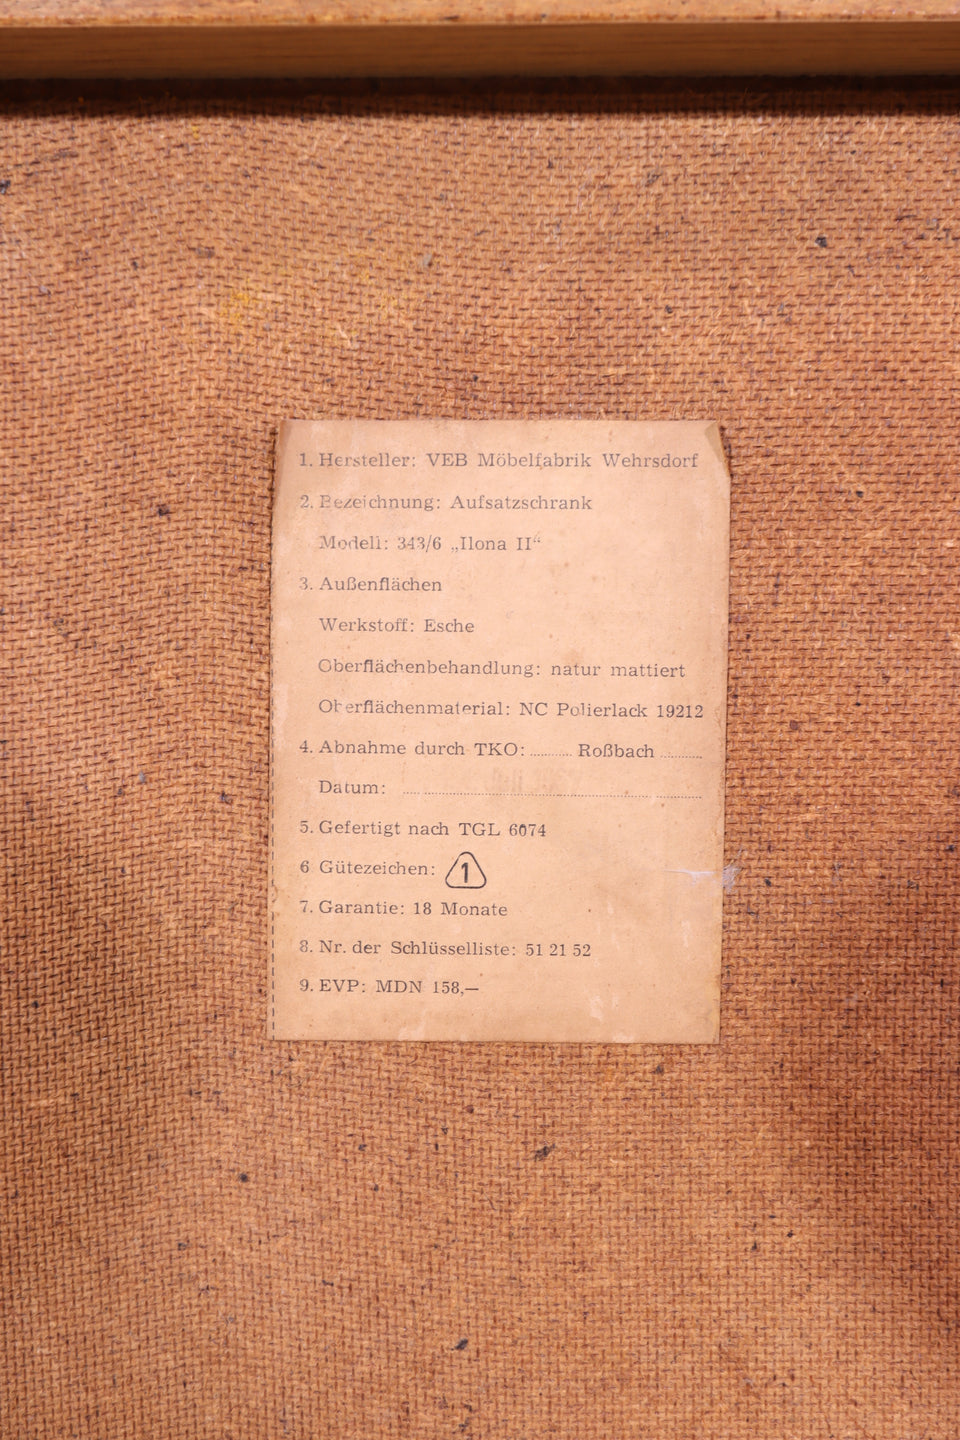 1. Hersteller: VEB Möbelfabrik Wehrsdorf
2. Bezeichnung: Aufsatzschrank
Modell: 343/6 „Ilona II“
3. Außenflächen
Werkstoff: Esche
Oberflächenbehandlung: natur mattiert
Oberflächenmaterial: NC Polierlack 19212
4. Abnahme durch TKO: .......... Roßbach ..........
Datum: ..........
5. Gefertigt nach TGL 6074
6 Gütezeichen: 1
7. Garantie: 18 Monate
8. Nr. der Schlüsselliste: 51 21 52
9. EVP: MDN 158,—